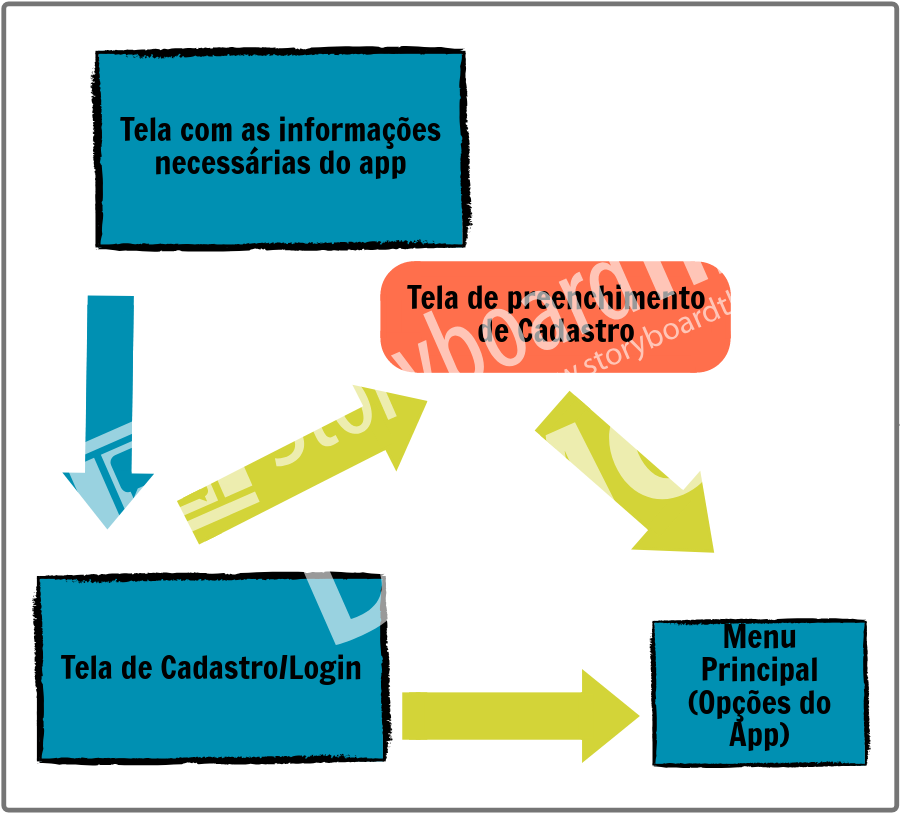 Tela com as informações
necessárias do app
Tela de preenchimento
de Cadastro
Tela de Cadastro/Login
Menu
Principal
(Opções do
App)